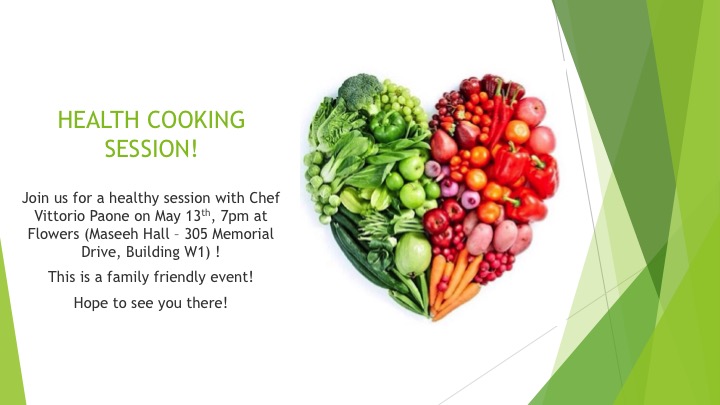 HEALTH COOKING
SESSION!
Join us for a healthy session with Chef
Vittorio Paone on May 13th, 7pm at
Flowers (Maseeh Hall – 305 Memorial
Drive, Building W1) !
This is a family friendly event!
Hope to see you there!